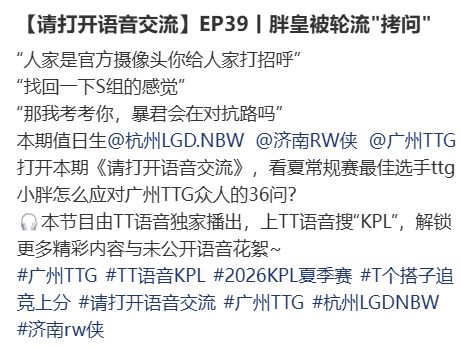 【请打开语音交流】EP39丨胖皇被轮流"拷问"
“人家是官方摄像头你给人家打招呼”
“找回一下S组的感觉”
“那我考考你，暴君会在对抗路吗”
本期值日生@杭州LGD.NBW @济南RW侠 @广州TTG
打开本期《请打开语音交流》，看夏常规赛最佳选手ttg
小胖怎么应对广州TTG众人的36问？
🎧本节目由TT语音独家播出，上TT语音搜“KPL”，解锁
更多精彩内容与未公开语音花絮~
#广州TTG #TT语音KPL #2026KPL夏季赛 #T个搭子追
竞上分 #请打开语音交流 #广州TTG #杭州LGDNBW
#济南rw侠